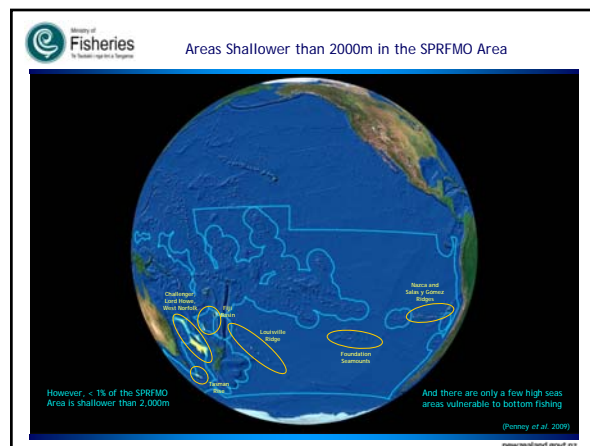 Ministry of
Fisheries
Te Tautiaki i nga tini a Tangaroa
Areas Shallower than 2000m in the SPRFMO Area
Challenger,
Lord Howe,
West Norfolk
Fiji
Basin
Louisville
Ridge
Nazca and
Salas y Gómez
Ridges
Foundation
Seamounts
Tasman
Rise
However, < 1% of the SPRFMO
Area is shallower than 2,000m
And there are only a few high seas
areas vulnerable to bottom fishing
(Penney et al. 2009)
newzealand.govt.nz